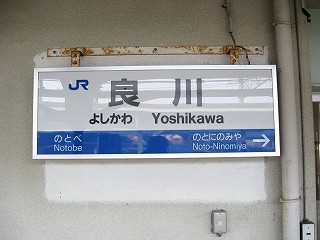 JR
良川
よしかわ Yoshikawa
のとべ のとにのみや →
Notobe Noto-Ninomiya